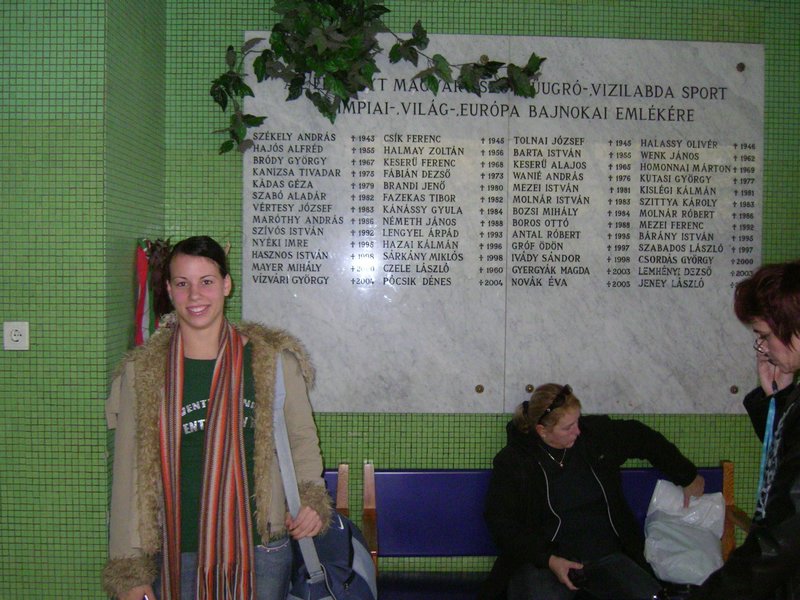 TT MAGYAR ÚSZÓ-, MŰUGRÓ-, VIZILABDA SPORT
OLIMPIAI-, VILÁG-, EURÓPA BAJNOKAI EMLÉKÉRE
SZÉKELY ANDRÁS †1943 CSÍK FERENC †1945 TOLNAI JÓZSEF †1945 HALASSY OLIVÉR †1946
HAJÓS ALFRÉD †1955 HALMAY ZOLTÁN †1956 BARTA ISTVÁN †1955 WENK JÁNOS †1962
BRÓDY GYÖRGY †1967 KESERŰ FERENC †1968 KESERŰ ALAJOS †1965 HOMONNAI MÁRTON †1969
KANIZSA TIVADAR †1975 FÁBIÁN DEZSŐ †1973 WANIÉ ANDRÁS †1976 KUTASI GYÖRGY †1977
KÁDAS GÉZA †1979 BRANDI JENŐ †1980 MEZEI ISTVÁN †1981 KISLÉGI KÁLMÁN †1981
SZABÓ ALADÁR †1982 FAZEKAS TIBOR †1982 MOLNÁR ISTVÁN †1983 SZITTYA KÁROLY †1983
VÉRTESY JÓZSEF †1983 KÁNÁSSY GYULA †1984 BOZSI MIHÁLY †1984 MOLNÁR RÓBERT †1986
MARÓTHY ANDRÁS †1986 NÉMETH JÁNOS †1988 BOROS OTTÓ †1988 MEZEI FERENC †1992
SZÍVÓS ISTVÁN †1992 LENGYEL ÁRPÁD †1993 ANTAL RÓBERT †1995 BÁRÁNY ISTVÁN †1995
NYÉKI IMRE †1995 HAZAI KÁLMÁN †1996 GRÓF ÖDÖN †1997 SZABADOS LÁSZLÓ †1997
HASZNOS ISTVÁN †1998 SÁRKÁNY MIKLÓS †1998 IVÁDY SÁNDOR †1998 CSORDÁS GYÖRGY †2000
MAYER MIHÁLY †2000 CZELE LÁSZLÓ †1960 GYERGYÁK MAGDA †2003 LEMHÉNYI DEZSŐ †2003
VÍZVÁRI GYÖRGY †2004 PÓCSIK DÉNES †2004 NOVÁK ÉVA †2005 JENEY LÁSZLÓ
GENTI
ENT